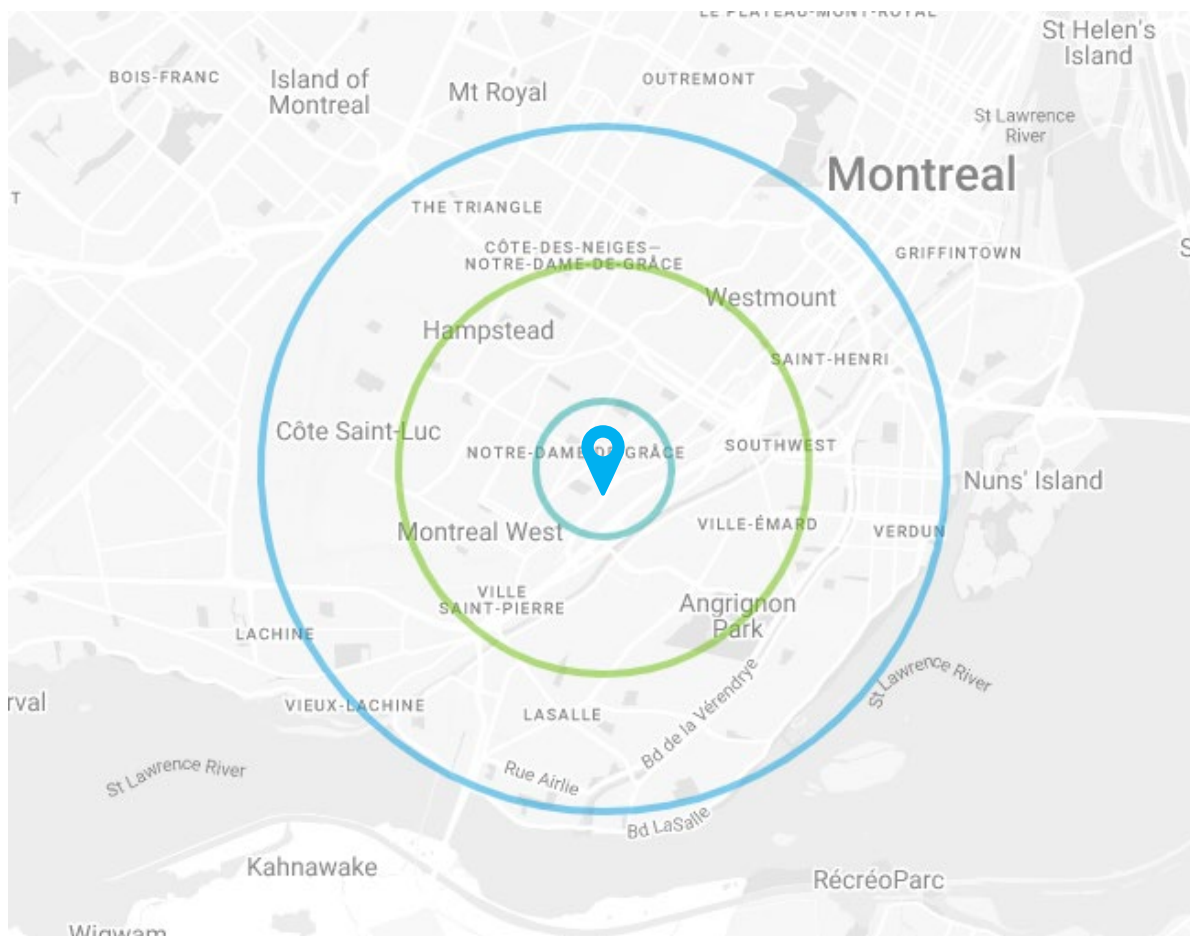 LE PLATEAU-MONT-ROYAL
St Helen's
Island
BOIS-FRANC
Island of
Montreal
Mt Royal
OUTREMONT
St Lawrence
River
Montreal
T
THE TRIANGLE
CÔTE-DES-NEIGES—
NOTRE-DAME-DE-GRÂCE
GRIFFINTOWN
S
Westmount
Hampstead
SAINT-HENRI
Côte Saint-Luc
NOTRE-DAME-DE-GRÂCE
SOUTHWEST
Nuns' Island
Montreal West
VILLE-ÉMARD
VERDUN
VILLE
SAINT-PIERRE
Angrignon
Park
LACHINE
St Lawrence River
rval
VIEUX-LACHINE
LASALLE
Bd de la Vérendrye
St Lawrence River
Rue Airlie
Bd LaSalle
Kahnawake
RécréoParc
Wigwam